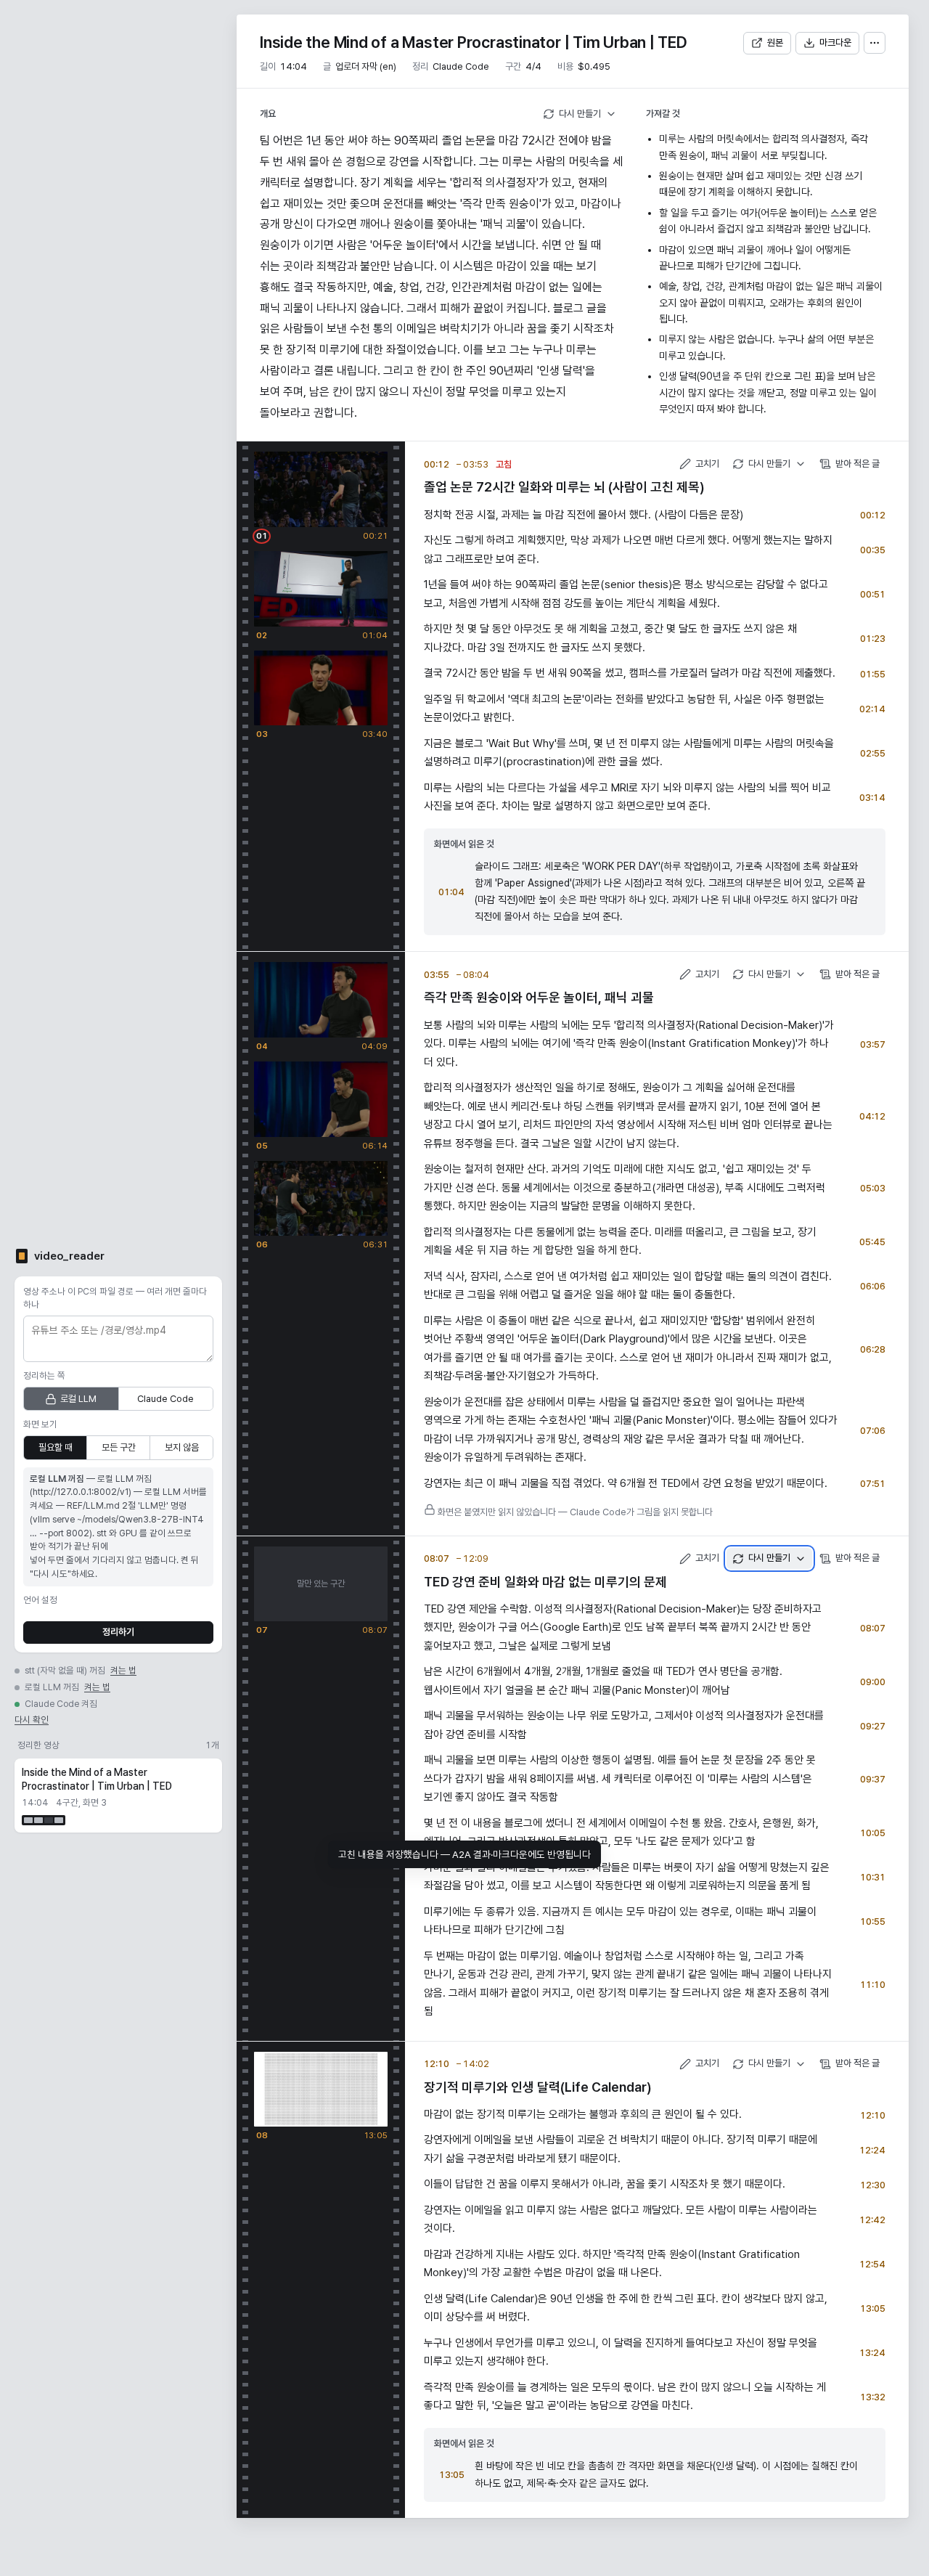 Inside the Mind of a Master Procrastinator | Tim Urban | TED
원본
마크다운
길이 14:04 글 업로더 자막 (en) 정리 Claude Code 구간 4/4 비용 $0.495
개요
다시 만들기
팀 어번은 1년 동안 써야 하는 90쪽짜리 졸업 논문을 마감 72시간 전에야 밤을
두 번 새워 몰아 쓴 경험으로 강연을 시작합니다. 그는 미루는 사람의 머릿속을 세
캐릭터로 설명합니다. 장기 계획을 세우는 '합리적 의사결정자'가 있고, 현재의
쉽고 재미있는 것만 좇으며 운전대를 빼앗는 '즉각 만족 원숭이'가 있고, 마감이나
공개 망신이 다가오면 깨어나 원숭이를 쫓아내는 '패닉 괴물'이 있습니다.
원숭이가 이기면 사람은 '어두운 놀이터'에서 시간을 보냅니다. 쉬면 안 될 때
쉬는 곳이라 죄책감과 불안만 남습니다. 이 시스템은 마감이 있을 때는 보기
흉해도 결국 작동하지만, 예술, 창업, 건강, 인간관계처럼 마감이 없는 일에는
패닉 괴물이 나타나지 않습니다. 그래서 피해가 끝없이 커집니다. 블로그 글을
읽은 사람들이 보낸 수천 통의 이메일은 벼락치기가 아니라 꿈을 좇기 시작조차
못 한 장기적 미루기에 대한 좌절이었습니다. 이를 보고 그는 누구나 미루는
사람이라고 결론 내립니다. 그리고 한 칸이 한 주인 90년짜리 '인생 달력'을
보여 주며, 남은 칸이 많지 않으니 자신이 정말 무엇을 미루고 있는지
돌아보라고 권합니다.
가져갈 것
• 미루는 사람의 머릿속에서는 합리적 의사결정자, 즉각
만족 원숭이, 패닉 괴물이 서로 부딪칩니다.
• 원숭이는 현재만 살며 쉽고 재미있는 것만 신경 쓰기
때문에 장기 계획을 이해하지 못합니다.
• 할 일을 두고 즐기는 여가(어두운 놀이터)는 스스로 얻은
쉼이 아니라서 즐겁지 않고 죄책감과 불안만 남깁니다.
• 마감이 있으면 패닉 괴물이 깨어나 일이 어떻게든
끝나므로 피해가 단기간에 그칩니다.
• 예술, 창업, 건강, 관계처럼 마감이 없는 일은 패닉 괴물이
오지 않아 끝없이 미뤄지고, 오래가는 후회의 원인이
됩니다.
• 미루지 않는 사람은 없습니다. 누구나 삶의 어떤 부분은
미루고 있습니다.
• 인생 달력(90년을 주 단위 칸으로 그린 표)을 보며 남은
시간이 많지 않다는 것을 깨닫고, 정말 미루고 있는 일이
무엇인지 따져 봐야 합니다.
01 00:21
TED
02 01:04
03 03:40
00:12 – 03:53 고침
고치기
다시 만들기
받아 적은 글
졸업 논문 72시간 일화와 미루는 뇌 (사람이 고친 제목)
정치학 전공 시절, 과제는 늘 마감 직전에 몰아서 했다. (사람이 다듬은 문장) 00:12
자신도 그렇게 하려고 계획했지만, 막상 과제가 나오면 매번 다르게 했다. 어떻게 했는지는 말하지
않고 그래프로만 보여 준다. 00:35
1년을 들여 써야 하는 90쪽짜리 졸업 논문(senior thesis)은 평소 방식으로는 감당할 수 없다고
보고, 처음엔 가볍게 시작해 점점 강도를 높이는 계단식 계획을 세웠다. 00:51
하지만 첫 몇 달 동안 아무것도 못 해 계획을 고쳤고, 중간 몇 달도 한 글자도 쓰지 않은 채
지나갔다. 마감 3일 전까지도 한 글자도 쓰지 못했다. 01:23
결국 72시간 동안 밤을 두 번 새워 90쪽을 썼고, 캠퍼스를 가로질러 달려가 마감 직전에 제출했다. 01:55
일주일 뒤 학교에서 '역대 최고의 논문'이라는 전화를 받았다고 농담한 뒤, 사실은 아주 형편없는
논문이었다고 밝힌다. 02:14
지금은 블로그 'Wait But Why'를 쓰며, 몇 년 전 미루지 않는 사람들에게 미루는 사람의 머릿속을
설명하려고 미루기(procrastination)에 관한 글을 썼다. 02:55
미루는 사람의 뇌는 다르다는 가설을 세우고 MRI로 자기 뇌와 미루지 않는 사람의 뇌를 찍어 비교
사진을 보여 준다. 차이는 말로 설명하지 않고 화면으로만 보여 준다. 03:14
화면에서 읽은 것
01:04 슬라이드 그래프: 세로축은 'WORK PER DAY'(하루 작업량)이고, 가로축 시작점에 초록 화살표와
함께 'Paper Assigned'(과제가 나온 시점)라고 적혀 있다. 그래프의 대부분은 비어 있고, 오른쪽 끝
(마감 직전)에만 높이 솟은 파란 막대가 하나 있다. 과제가 나온 뒤 내내 아무것도 하지 않다가 마감
직전에 몰아서 하는 모습을 보여 준다.
04 04:09
05 06:14
06 06:31
03:55 – 08:04
고치기
다시 만들기
받아 적은 글
즉각 만족 원숭이와 어두운 놀이터, 패닉 괴물
보통 사람의 뇌와 미루는 사람의 뇌에는 모두 '합리적 의사결정자(Rational Decision-Maker)'가
있다. 미루는 사람의 뇌에는 여기에 '즉각 만족 원숭이(Instant Gratification Monkey)'가 하나
더 있다. 03:57
합리적 의사결정자가 생산적인 일을 하기로 정해도, 원숭이가 그 계획을 싫어해 운전대를
빼앗는다. 예로 낸시 케리건·토냐 하딩 스캔들 위키백과 문서를 끝까지 읽기, 10분 전에 열어 본
냉장고 다시 열어 보기, 리처드 파인만의 자석 영상에서 시작해 저스틴 비버 엄마 인터뷰로 끝나는
유튜브 정주행을 든다. 결국 그날은 일할 시간이 남지 않는다. 04:12
원숭이는 철저히 현재만 산다. 과거의 기억도 미래에 대한 지식도 없고, '쉽고 재미있는 것' 두
가지만 신경 쓴다. 동물 세계에서는 이것으로 충분하고(개라면 대성공), 부족 시대에도 그럭저럭
통했다. 하지만 원숭이는 지금의 발달한 문명을 이해하지 못한다. 05:03
합리적 의사결정자는 다른 동물에게 없는 능력을 준다. 미래를 떠올리고, 큰 그림을 보고, 장기
계획을 세운 뒤 지금 하는 게 합당한 일을 하게 한다. 05:45
저녁 식사, 잠자리, 스스로 얻어 낸 여가처럼 쉽고 재미있는 일이 합당할 때는 둘의 의견이 겹친다.
반대로 큰 그림을 위해 어렵고 덜 즐거운 일을 해야 할 때는 둘이 충돌한다. 06:06
미루는 사람은 이 충돌이 매번 같은 식으로 끝나서, 쉽고 재미있지만 '합당함' 범위에서 완전히
벗어난 주황색 영역인 '어두운 놀이터(Dark Playground)'에서 많은 시간을 보낸다. 이곳은
여가를 즐기면 안 될 때 여가를 즐기는 곳이다. 스스로 얻어 낸 재미가 아니라서 진짜 재미가 없고,
죄책감·두려움·불안·자기혐오가 가득하다. 06:28
원숭이가 운전대를 잡은 상태에서 미루는 사람을 덜 즐겁지만 중요한 일이 일어나는 파란색
영역으로 가게 하는 존재는 수호천사인 '패닉 괴물(Panic Monster)'이다. 평소에는 잠들어 있다가
마감이 너무 가까워지거나 공개 망신, 경력상의 재앙 같은 무서운 결과가 닥칠 때 깨어난다.
원숭이가 유일하게 두려워하는 존재다. 07:06
강연자는 최근 이 패닉 괴물을 직접 겪었다. 약 6개월 전 TED에서 강연 요청을 받았기 때문이다. 07:51
화면은 붙였지만 읽지 않았습니다 — Claude Code가 그림을 읽지 못합니다
video_reader
영상 주소나 이 PC의 파일 경로 — 여러 개면 줄마다
하나
유튜브 주소 또는 /경로/영상.mp4
정리하는 쪽
로컬 LLM
Claude Code
화면 보기
필요할 때
모든 구간
보지 않음
로컬 LLM 꺼짐 — 로컬 LLM 꺼짐
(http://127.0.0.1:8002/v1) — 로컬 LLM 서버를
켜세요 — REF/LLM.md 2절 'LLM만' 명령
(vllm serve ~/models/Qwen3.8-27B-INT4
... --port 8002). stt 와 GPU 를 같이 쓰므로
받아 적기가 끝난 뒤에
넣어 두면 줄에서 기다리지 않고 멈춥니다. 켠 뒤
"다시 시도"하세요.
언어 설정
정리하기
stt (자막 없을 때) 꺼짐 켜는 법
로컬 LLM 꺼짐 켜는 법
Claude Code 켜짐
다시 확인
정리한 영상 1개
Inside the Mind of a Master
Procrastinator | Tim Urban | TED
14:04 4구간, 화면 3
말만 있는 구간
07 08:07
08:07 – 12:09
고치기
다시 만들기
받아 적은 글
TED 강연 준비 일화와 마감 없는 미루기의 문제
TED 강연 제안을 수락함. 이성적 의사결정자(Rational Decision-Maker)는 당장 준비하자고
했지만, 원숭이가 구글 어스(Google Earth)로 인도 남쪽 끝부터 북쪽 끝까지 2시간 반 동안
훑어보자고 했고, 그날은 실제로 그렇게 보냄 08:07
남은 시간이 6개월에서 4개월, 2개월, 1개월로 줄었을 때 TED가 연사 명단을 공개함.
웹사이트에서 자기 얼굴을 본 순간 패닉 괴물(Panic Monster)이 깨어남 09:00
패닉 괴물을 무서워하는 원숭이는 나무 위로 도망가고, 그제서야 이성적 의사결정자가 운전대를
잡아 강연 준비를 시작함 09:27
패닉 괴물을 보면 미루는 사람의 이상한 행동이 설명됨. 예를 들어 논문 첫 문장을 2주 동안 못
쓰다가 갑자기 밤을 새워 8페이지를 써냄. 세 캐릭터로 이루어진 이 '미루는 사람의 시스템'은
보기엔 좋지 않아도 결국 작동함 09:37
몇 년 전 이 내용을 블로그에 썼더니 전 세계에서 이메일이 수천 통 왔음. 간호사, 은행원, 화가,
모두 '나도 같은 문제가 있다'고 함 10:05
고친 내용을 저장했습니다 — A2A 결과·마크다운에도 반영됩니다
사람들은 미루는 버릇이 자기 삶을 어떻게 망쳤는지 깊은
좌절감을 담아 썼고, 이를 보고 시스템이 작동한다면 왜 이렇게 괴로워하는지 의문을 품게 됨 10:31
미루기에는 두 종류가 있음. 지금까지 든 예시는 모두 마감이 있는 경우로, 이때는 패닉 괴물이
나타나므로 피해가 단기간에 그침 10:55
두 번째는 마감이 없는 미루기임. 예술이나 창업처럼 스스로 시작해야 하는 일, 그리고 가족
만나기, 운동과 건강 관리, 관계 가꾸기, 맞지 않는 관계 끝내기 같은 일에는 패닉 괴물이 나타나지
않음. 그래서 피해가 끝없이 커지고, 이런 장기적 미루기는 잘 드러나지 않은 채 혼자 조용히 겪게
됨 11:10
08 13:05
12:10 – 14:02
고치기
다시 만들기
받아 적은 글
장기적 미루기와 인생 달력(Life Calendar)
마감이 없는 장기적 미루기는 오래가는 불행과 후회의 큰 원인이 될 수 있다. 12:10
강연자에게 이메일을 보낸 사람들이 괴로운 건 벼락치기 때문이 아니다. 장기적 미루기 때문에
자기 삶을 구경꾼처럼 바라보게 됐기 때문이다. 12:24
이들이 답답한 건 꿈을 이루지 못해서가 아니라, 꿈을 좇기 시작조차 못 했기 때문이다. 12:30
강연자는 이메일을 읽고 미루지 않는 사람은 없다고 깨달았다. 모든 사람이 미루는 사람이라는
것이다. 12:42
마감과 건강하게 지내는 사람도 있다. 하지만 '즉각적 만족 원숭이(Instant Gratification
Monkey)'의 가장 교활한 수법은 마감이 없을 때 나온다. 12:54
인생 달력(Life Calendar)은 90년 인생을 한 주에 한 칸씩 그린 표다. 칸이 생각보다 많지 않고,
이미 상당수를 써 버렸다. 13:05
누구나 인생에서 무언가를 미루고 있으니, 이 달력을 진지하게 들여다보고 자신이 정말 무엇을
미루고 있는지 생각해야 한다. 13:24
즉각적 만족 원숭이를 늘 경계하는 일은 모두의 몫이다. 남은 칸이 많지 않으니 오늘 시작하는 게
좋다고 말한 뒤, '오늘은 말고 곧'이라는 농담으로 강연을 마친다. 13:32
화면에서 읽은 것
13:05 흰 바탕에 작은 빈 네모 칸을 촘촘히 깐 격자만 화면을 채운다(인생 달력). 이 시점에는 칠해진 칸이
하나도 없고, 제목·축·숫자 같은 글자도 없다.